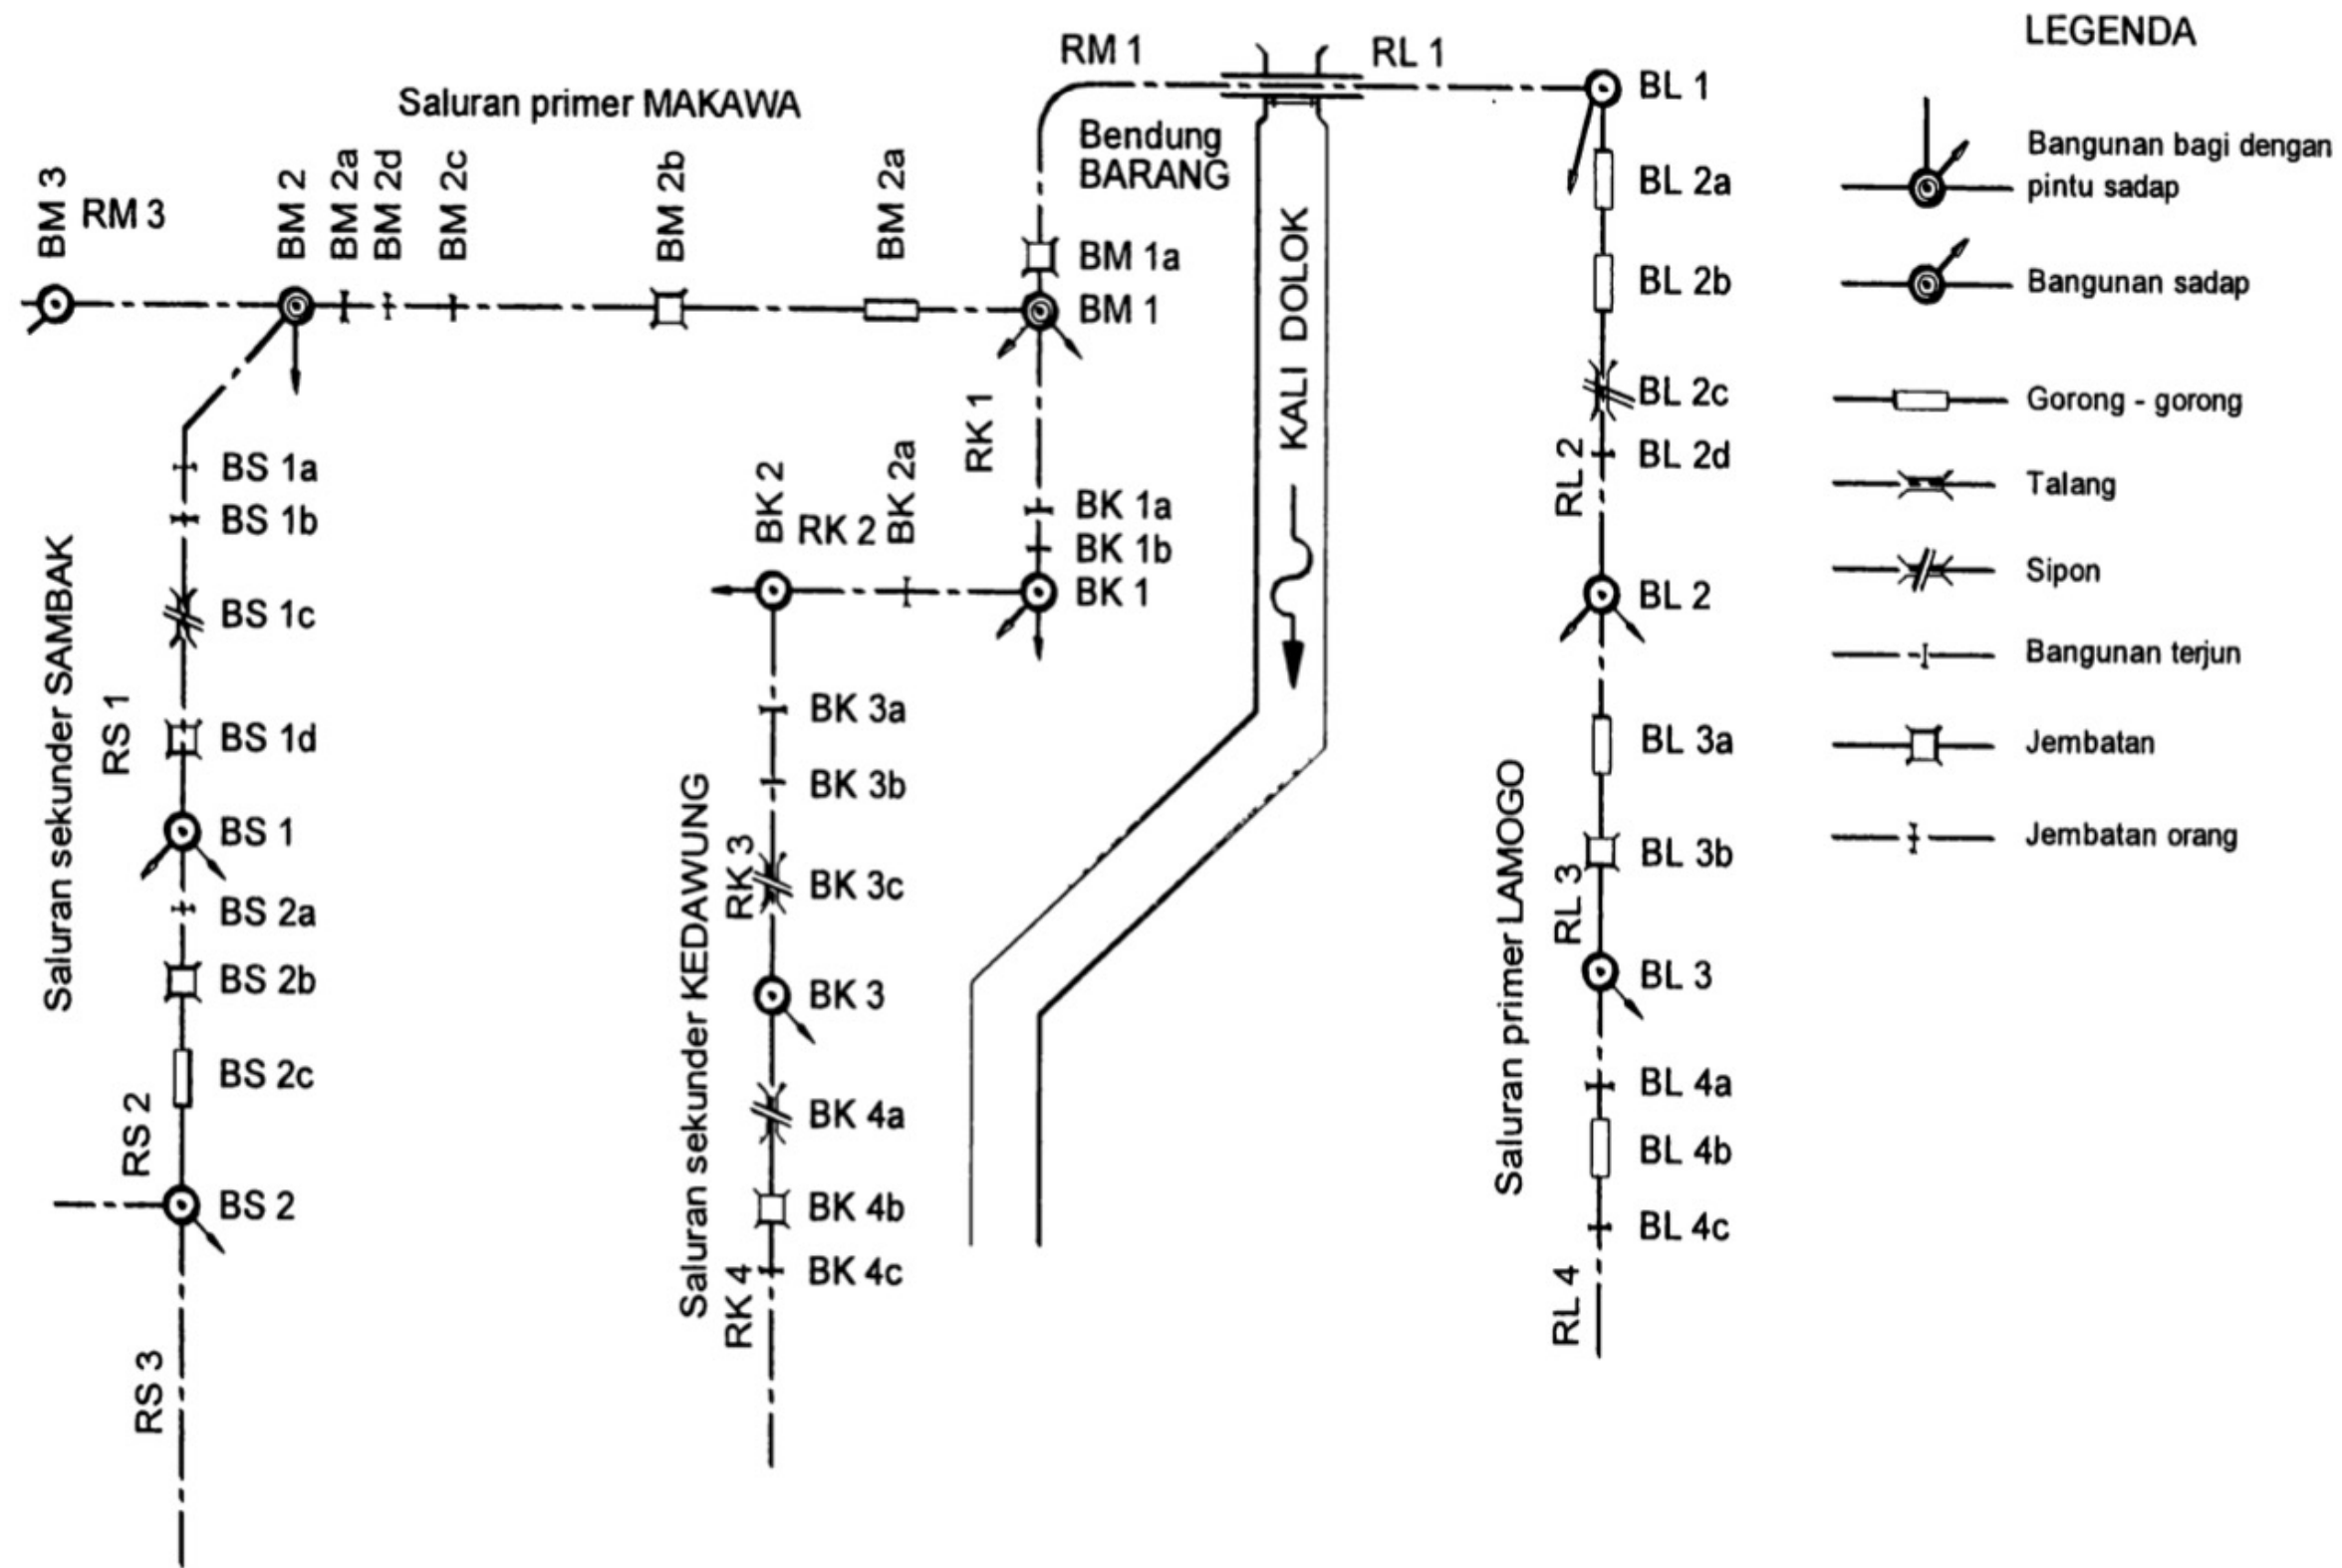 LEGENDA
RM 1
RL 1
BL 1
Saluran primer MAKAWA
Bendung
BARANG
BM 3
RM 3
BM 2
BM 2a
BM 2d
BM 2c
BM 2b
BM 2a
BM 1a
BM 1
KALI DOLOK
RK 1
BK 1a
BK 1b
BK 1
BK 2
RK 2
BK 2a
Saluran sekunder SAMBAK
BS 1a
BS 1b
BS 1c
RS 1
BS 1d
BS 1
BS 2a
BS 2b
BS 2c
RS 2
BS 2
RS 3
Saluran sekunder KEDAWUNG
BK 3a
BK 3b
RK 3
BK 3c
BK 3
BK 4a
BK 4b
BK 4c
RK 4
BL 2a
BL 2b
BL 2c
RL 2
BL 2d
BL 2
Saluran primer LAMOGO
BL 3a
BL 3b
RL 3
BL 3
BL 4a
BL 4b
BL 4c
RL 4
Bangunan bagi dengan
pintu sadap
Bangunan sadap
Gorong - gorong
Talang
Sipon
Bangunan terjun
Jembatan
Jembatan orang